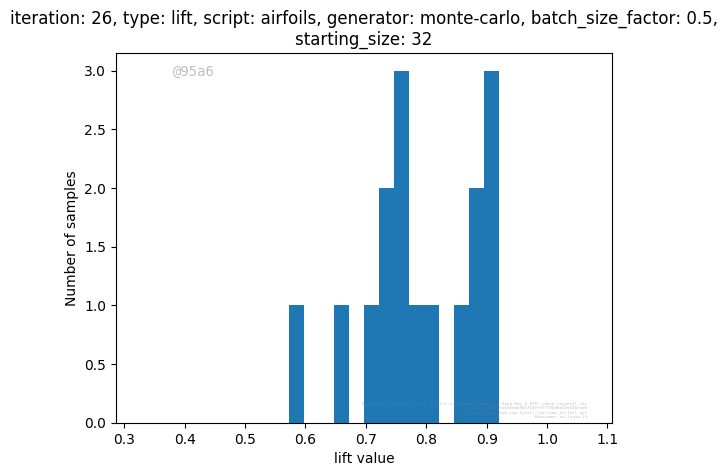 iteration: 26, type: lift, script: airfoils, generator: monte-carlo, batch_size_factor: 0.5,
starting_size: 32
@95a6
3.0
2.5
2.0
1.5
1.0
0.5
0.0
Number of samples
0.3 0.4 0.5 0.6 0.7 0.8 0.9 1.0 1.1
lift value